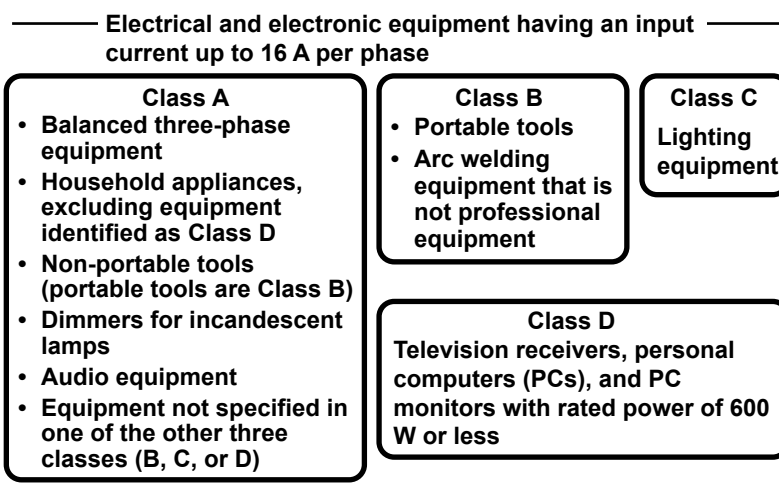 Electrical and electronic equipment having an input
current up to 16 A per phase
Class A
• Balanced three-phase
equipment
• Household appliances,
excluding equipment
identified as Class D
• Non-portable tools
(portable tools are Class B)
• Dimmers for incandescent
lamps
• Audio equipment
• Equipment not specified in
one of the other three
classes (B, C, or D)
Class B
• Portable tools
• Arc welding
equipment that is
not professional
equipment
Class C
Lighting
equipment
Class D
Television receivers, personal
computers (PCs), and PC
monitors with rated power of 600
W or less